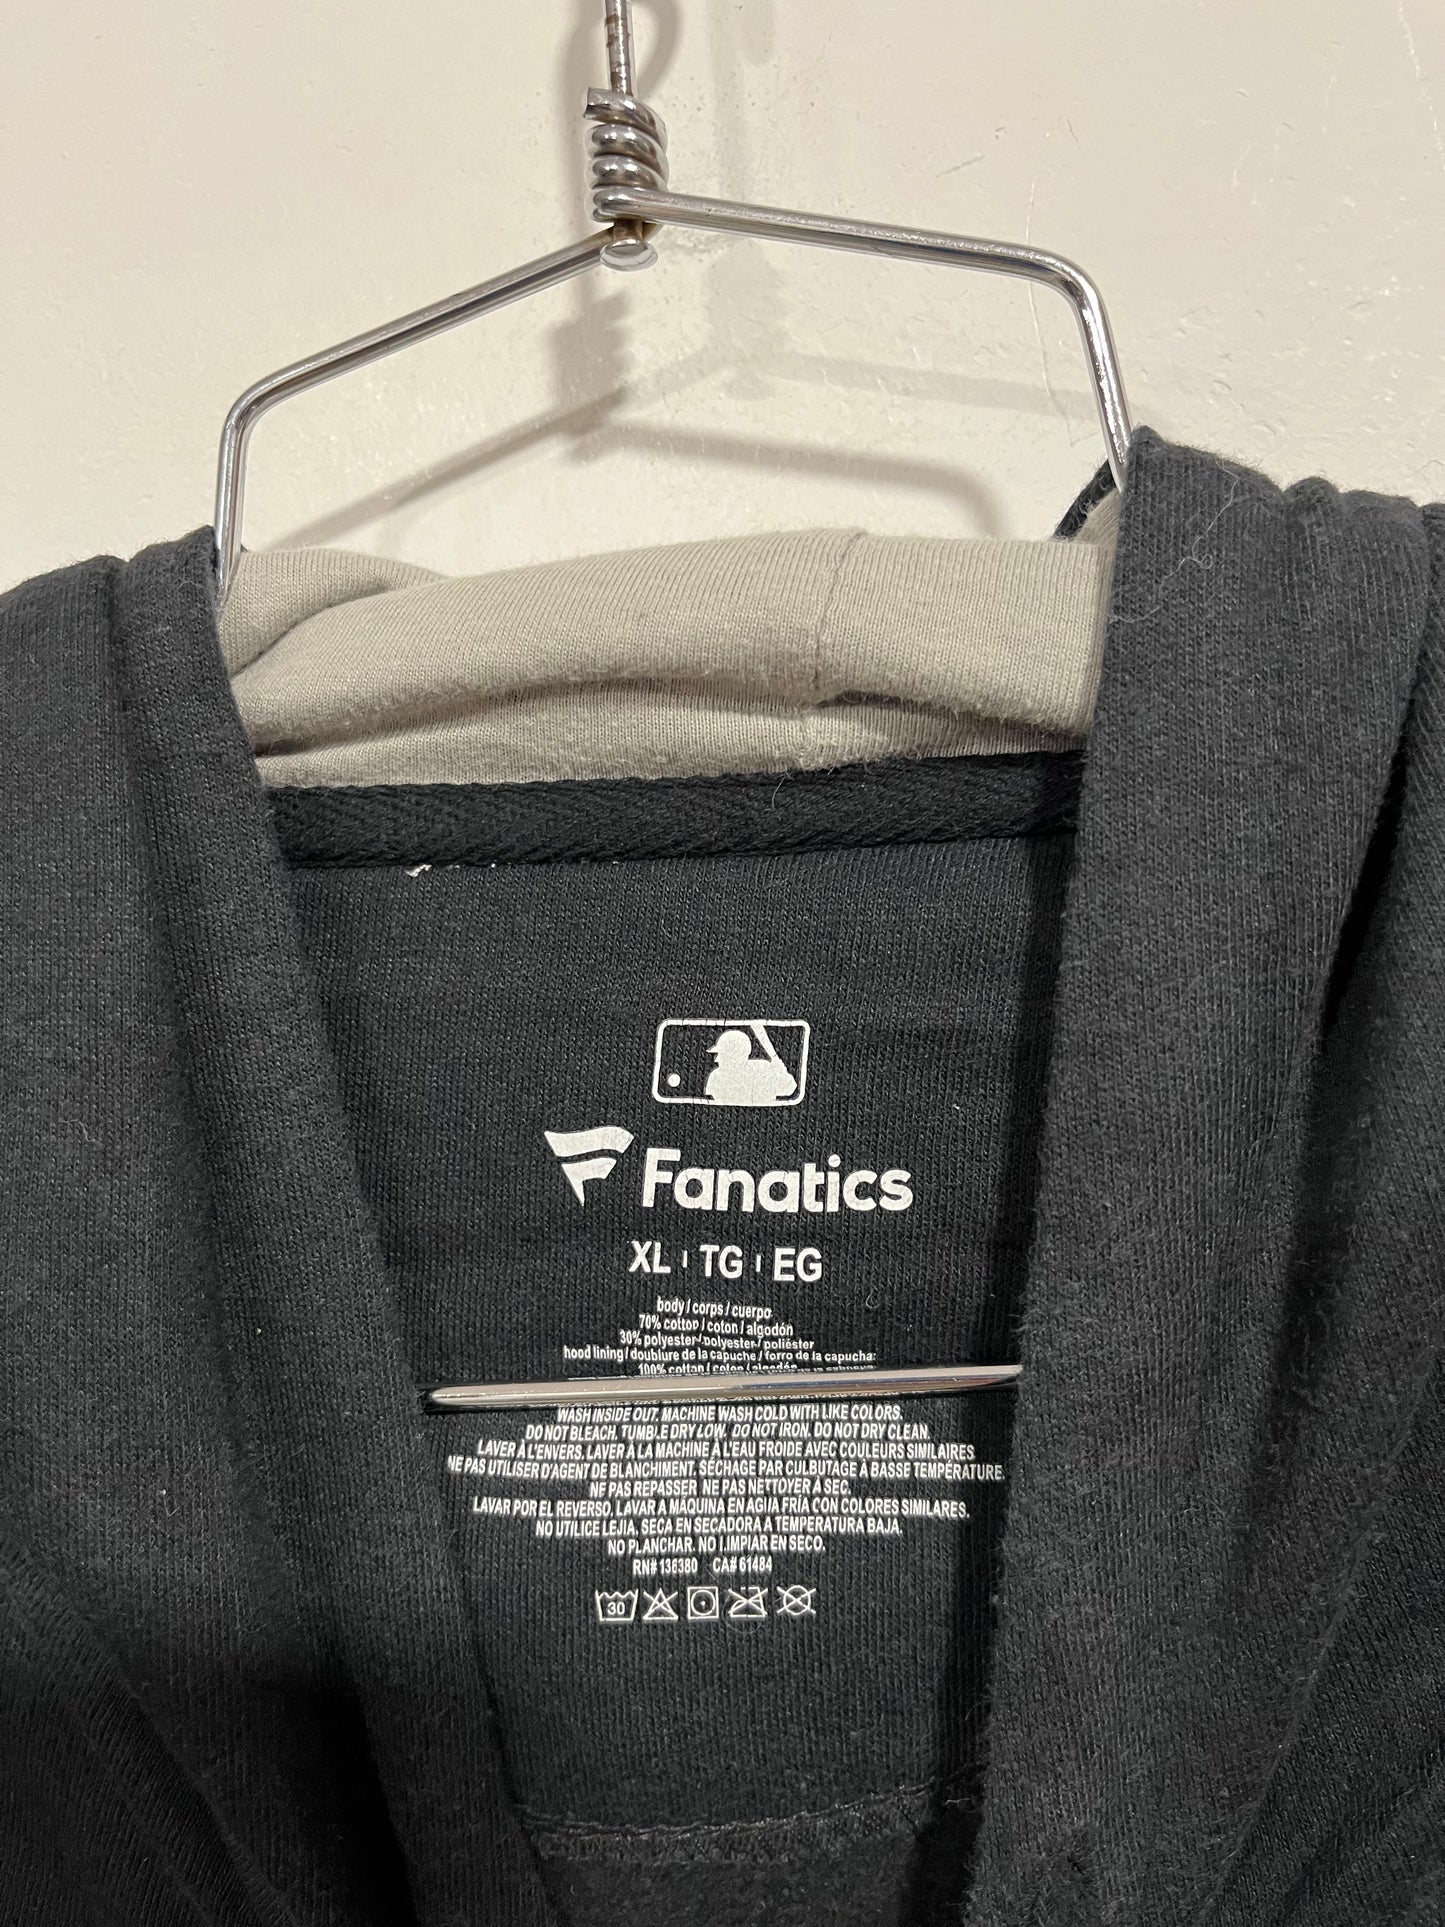 Fanatics
XL | TG | EG
body / corps / cuerpo
70% cotton / coton / algodón
30% polyester / polyester / poliéster
hood lining / doublure de la capuche / forro de la capucha:
100% cotton / coton / algodón
WASH INSIDE OUT. MACHINE WASH COLD WITH LIKE COLORS.
DO NOT BLEACH. TUMBLE DRY LOW. DO NOT IRON. DO NOT DRY CLEAN.
LAVER À L'ENVERS. LAVER À LA MACHINE À L'EAU FROIDE AVEC COULEURS SIMILAIRES
NE PAS UTILISER D'AGENT DE BLANCHIMENT. SÉCHAGE PAR CULBUTAGE À BASSE TEMPÉRATURE.
NE PAS REPASSER. NE PAS NETTOYER À SEC.
LAVAR POR EL REVERSO, LAVAR A MÁQUINA EN AGUA FRÍA CON COLORES SIMILARES.
NO UTILICE LEJIA, SECA EN SECADORA A TEMPERATURA BAJA.
NO PLANCHAR. NO LIMPIAR EN SECO.
RN# 136380 CA# 61484
30